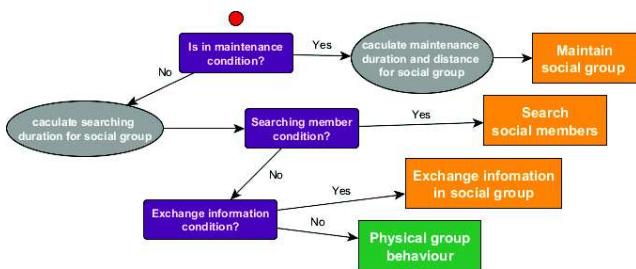 Is in maintenance
condition?
Yes
caculate maintenance
duration and distance
for social group
Maintain
social group
No
caculate searching
duration for social group
Searching member
condition?
Yes
Search
social members
No
Exchange information
condition?
Yes
Exchange infomation
in social group
No
Physical group
behaviour